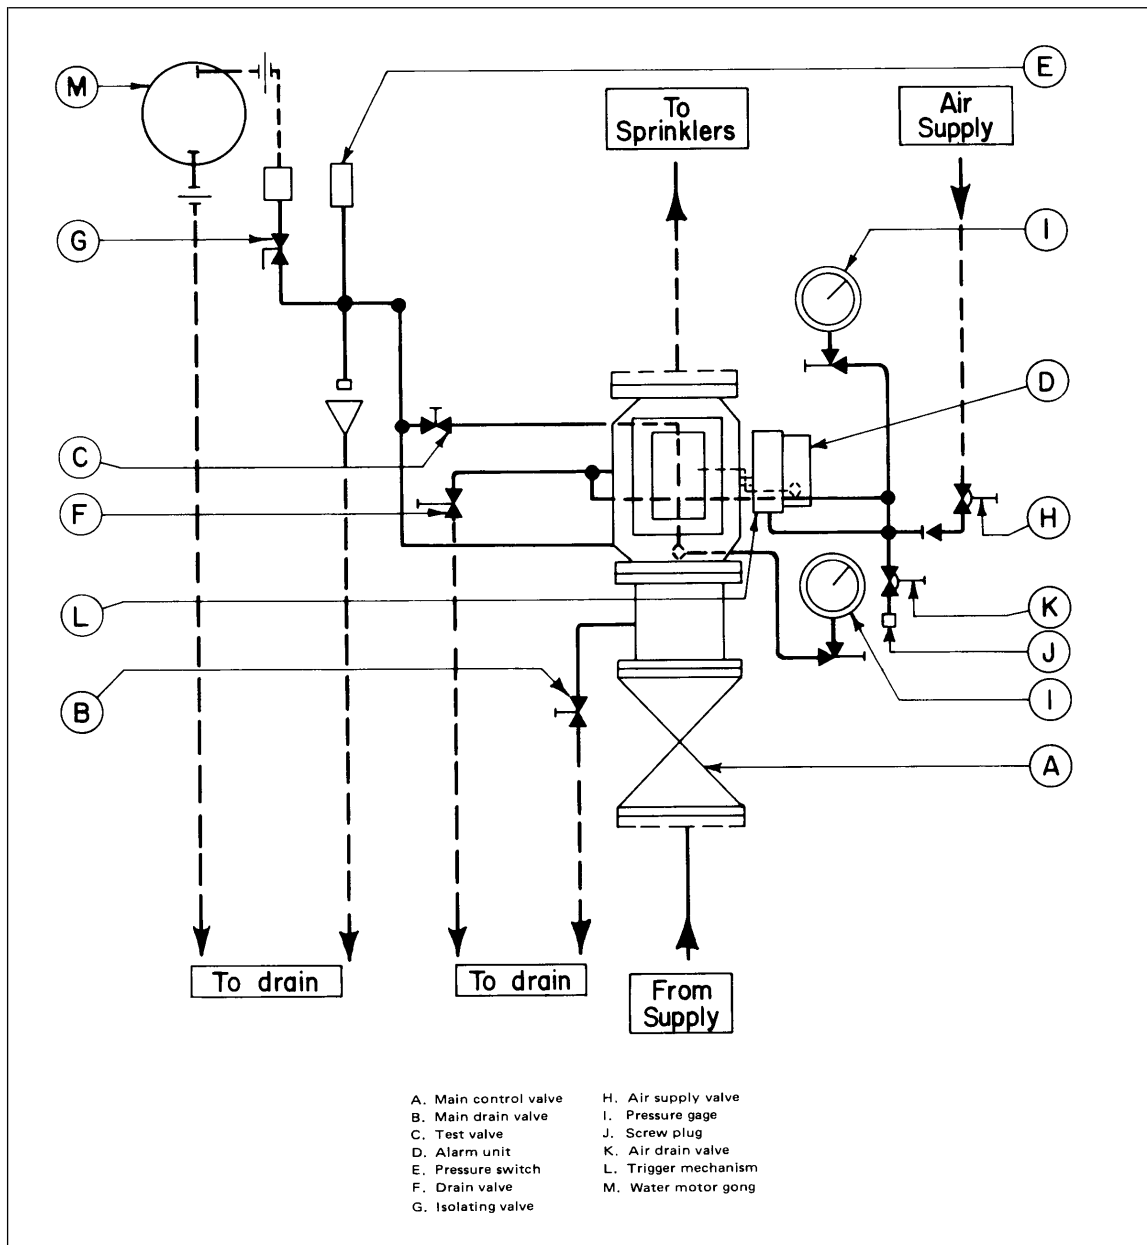 M
E
To
Sprinklers
Air
Supply
G
I
D
C
F
H
L
K
J
B
I
A
To drain
To drain
From
Supply
A. Main control valve
B. Main drain valve
C. Test valve
D. Alarm unit
E. Pressure switch
F. Drain valve
G. Isolating valve
H. Air supply valve
I. Pressure gage
J. Screw plug
K. Air drain valve
L. Trigger mechanism
M. Water motor gong